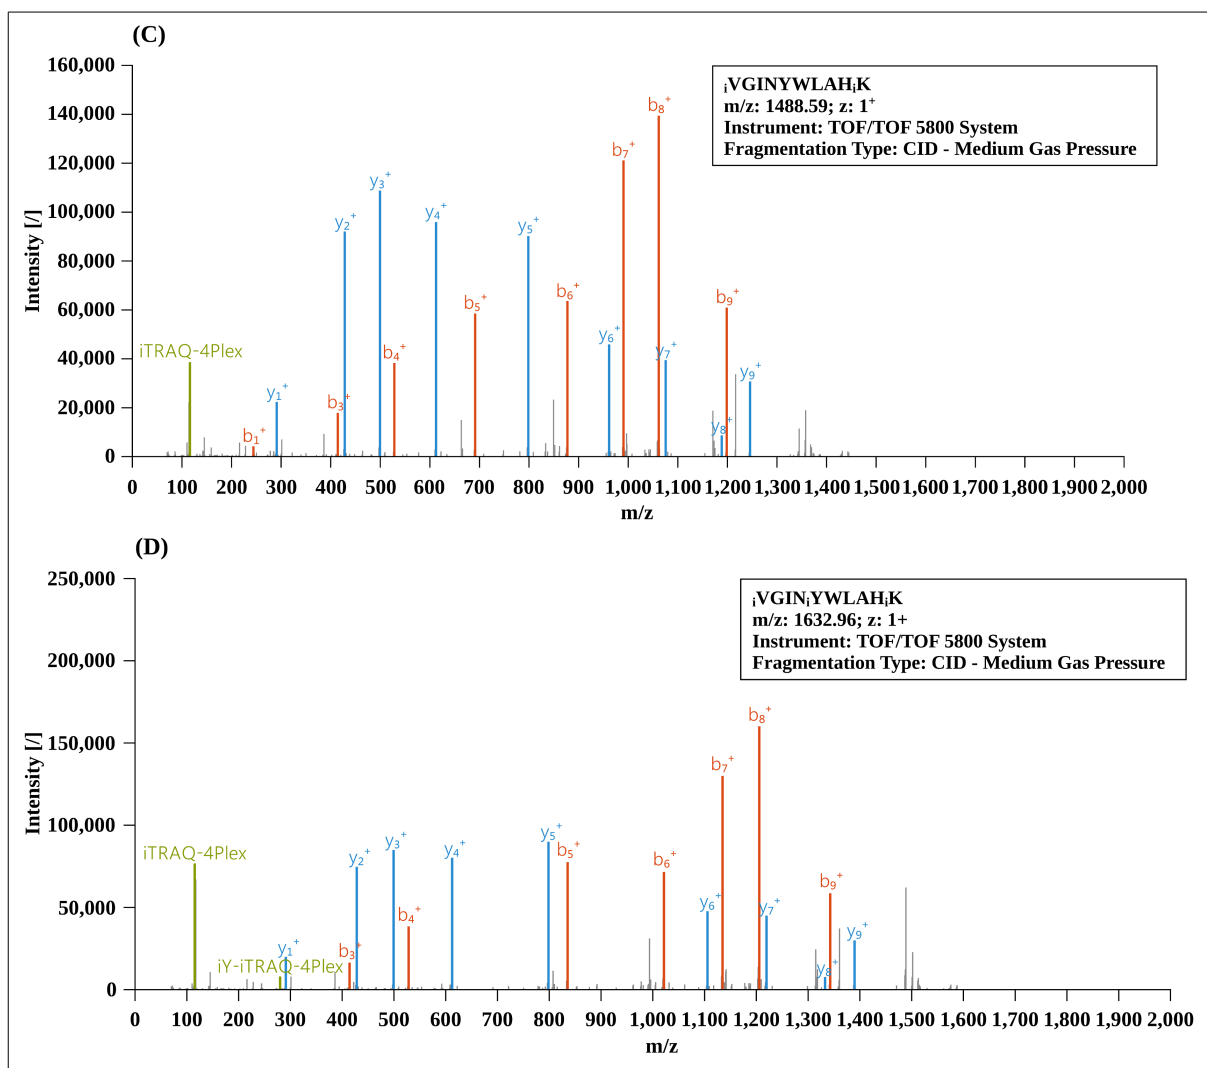 (C)
160,000
140,000
120,000
100,000
80,000
60,000
40,000
20,000
0
Intensity [/]
ᵢVGINYWLAHᵢK
m/z: 1488.59; z: 1⁺
Instrument: TOF/TOF 5800 System
Fragmentation Type: CID - Medium Gas Pressure
iTRAQ-4Plex
b₁⁺
y₁⁺
b₃⁺
y₂⁺
y₃⁺
b₄⁺
y₄⁺
b₅⁺
y₅⁺
b₆⁺
y₆⁺
b₇⁺
b₈⁺
y₇⁺
y₈⁺
b₉⁺
y₉⁺
0 100 200 300 400 500 600 700 800 900 1,000 1,100 1,200 1,300 1,400 1,500 1,600 1,700 1,800 1,900 2,000
m/z
(D)
250,000
200,000
150,000
100,000
50,000
0
Intensity [/]
ᵢVGINᵢYWLAHᵢK
m/z: 1632.96; z: 1+
Instrument: TOF/TOF 5800 System
Fragmentation Type: CID - Medium Gas Pressure
iTRAQ-4Plex
iY-iTRAQ-4Plex
y₁⁺
b₃⁺
y₂⁺
y₃⁺
b₄⁺
y₄⁺
y₅⁺
b₅⁺
b₆⁺
y₆⁺
b₇⁺
b₈⁺
y₇⁺
y₈⁺
b₉⁺
y₉⁺
0 100 200 300 400 500 600 700 800 900 1,000 1,100 1,200 1,300 1,400 1,500 1,600 1,700 1,800 1,900 2,000
m/z